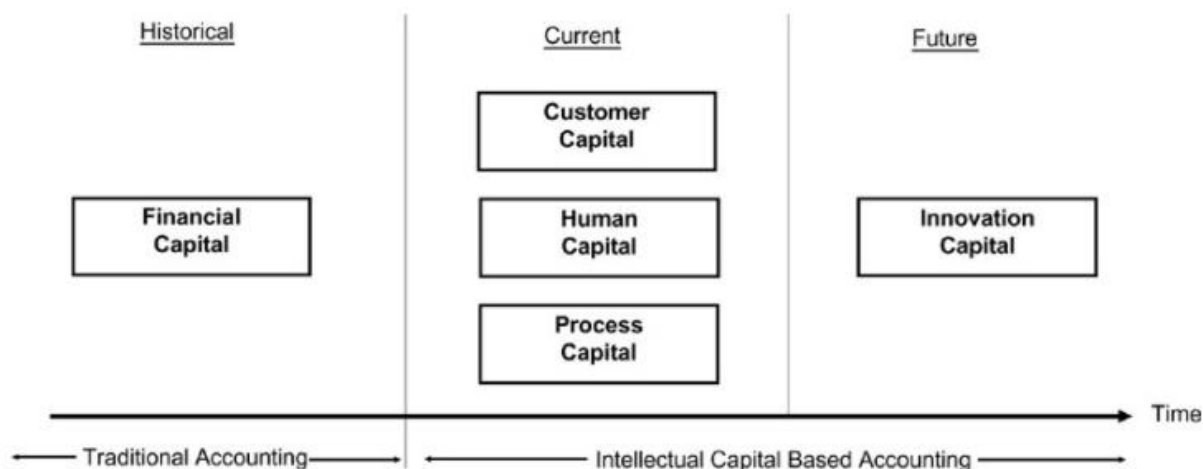 Historical
Current
Future
Customer
Capital
Financial
Capital
Human
Capital
Innovation
Capital
Process
Capital
Time
Traditional Accounting
Intellectual Capital Based Accounting